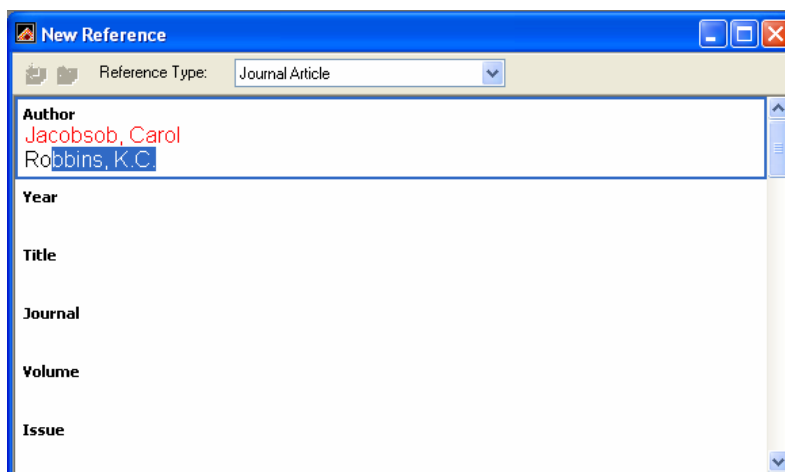 New Reference
Reference Type: Journal Article
Author
Jacobsob, Carol
Robbins, K.C.
Year
Title
Journal
Volume
Issue